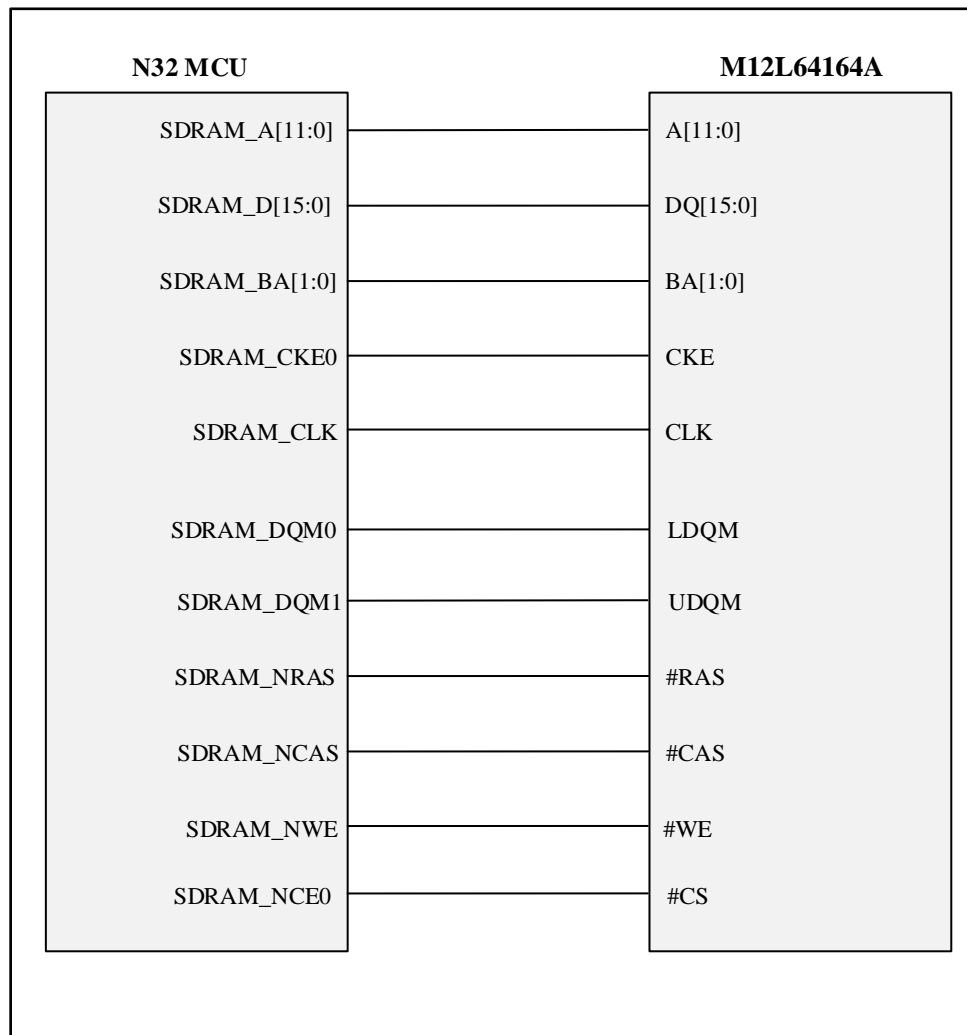 N32 MCU M12L64164A
SDRAM_A[11:0] A[11:0]
SDRAM_D[15:0] DQ[15:0]
SDRAM_BA[1:0] BA[1:0]
SDRAM_CKE0 CKE
SDRAM_CLK CLK
SDRAM_DQM0 LDQM
SDRAM_DQM1 UDQM
SDRAM_NRAS #RAS
SDRAM_NCAS #CAS
SDRAM_NWE #WE
SDRAM_NCE0 #CS